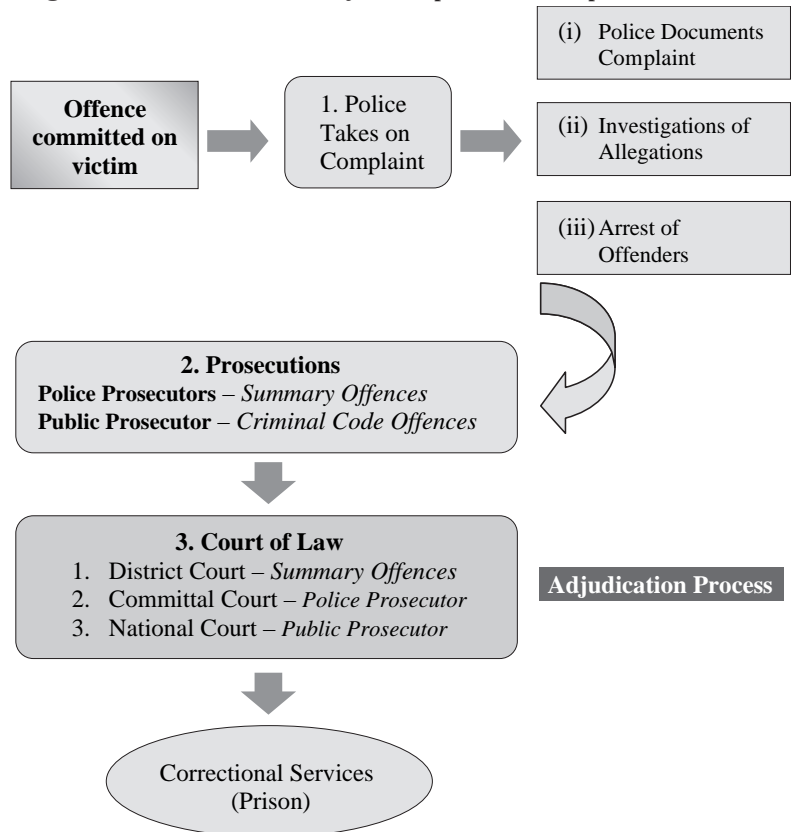 (i) Police Documents
Complaint
Offence
committed on
victim
1. Police
Takes on
Complaint
(ii) Investigations of
Allegations
(iii) Arrest of
Offenders
2. Prosecutions
Police Prosecutors – Summary Offences
Public Prosecutor – Criminal Code Offences
3. Court of Law
1. District Court – Summary Offences
2. Committal Court – Police Prosecutor
3. National Court – Public Prosecutor
Adjudication Process
Correctional Services
(Prison)